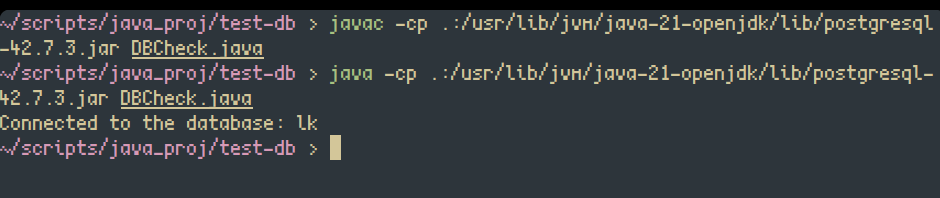 ~/scripts/java_proj/test-db > javac -cp .:/usr/lib/jvm/java-21-openjdk/lib/postgresql
-42.7.3.jar DBCheck.java
~/scripts/java_proj/test-db > java -cp .:/usr/lib/jvm/java-21-openjdk/lib/postgresql-
42.7.3.jar DBCheck.java
Connected to the database: lk
~/scripts/java_proj/test-db >